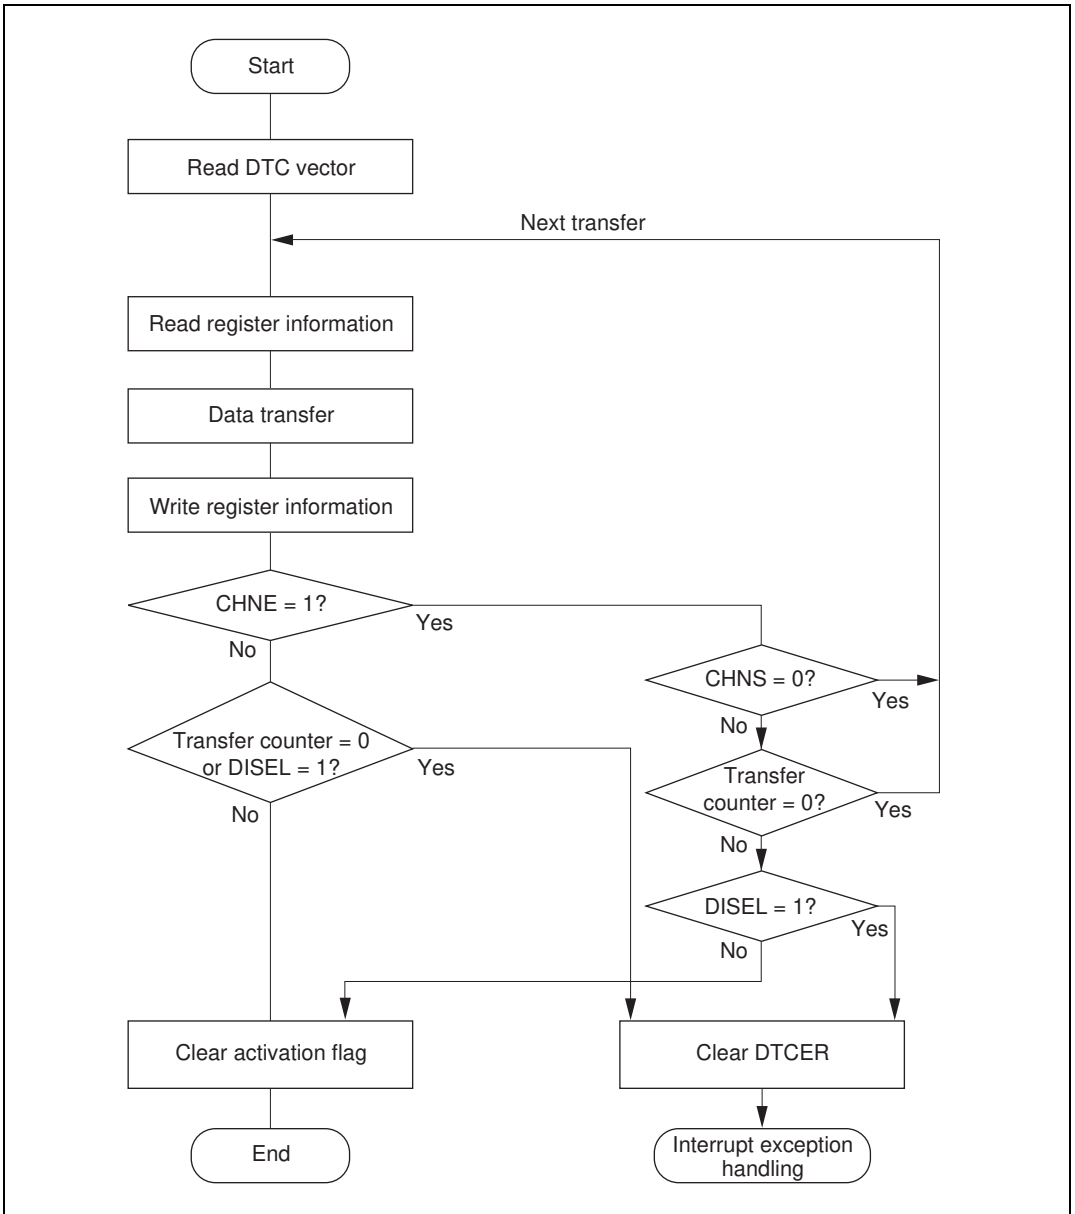 Start
Read DTC vector
Next transfer
Read register information
Data transfer
Write register information
CHNE = 1?
Yes
No
CHNS = 0?
Yes
No
Transfer counter = 0
or DISEL = 1?
Yes
No
Transfer
counter = 0?
Yes
No
DISEL = 1?
Yes
No
Clear activation flag
Clear DTCER
End
Interrupt exception
handling